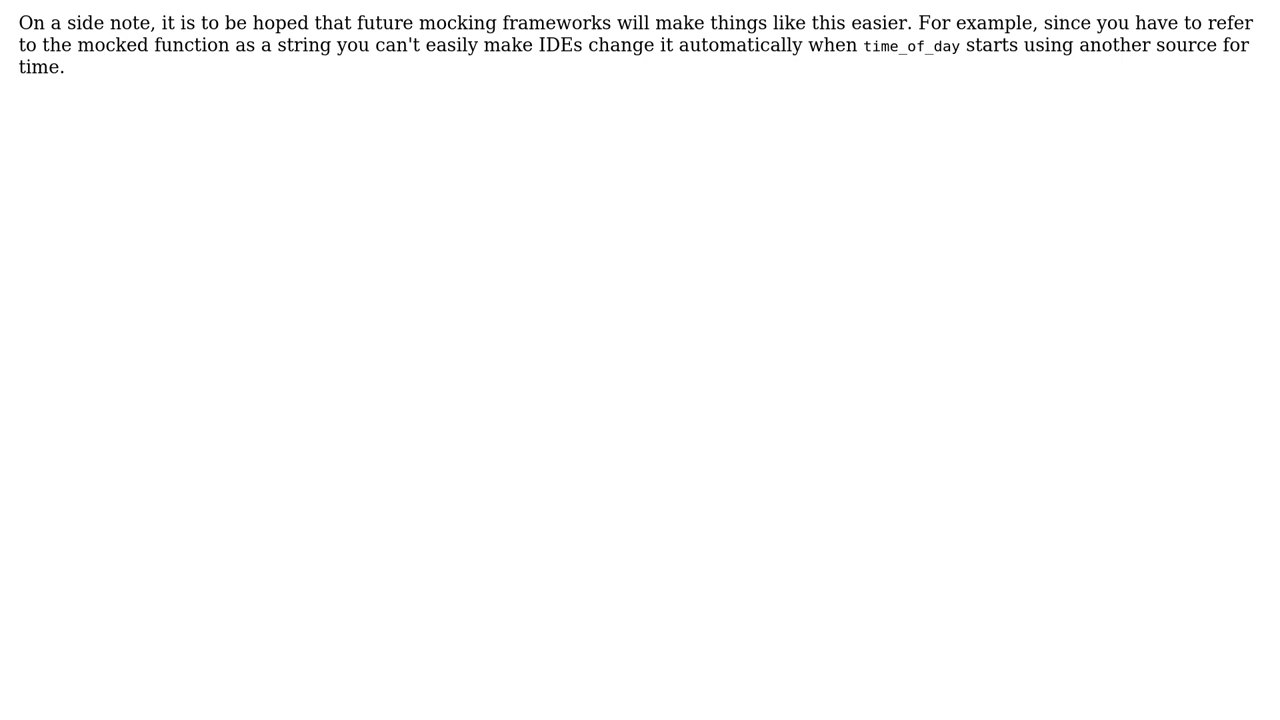 On a side note, it is to be hoped that future mocking frameworks will make things like this easier. For example, since you have to refer
to the mocked function as a string you can't easily make IDEs change it automatically when time_of_day starts using another source for
time.